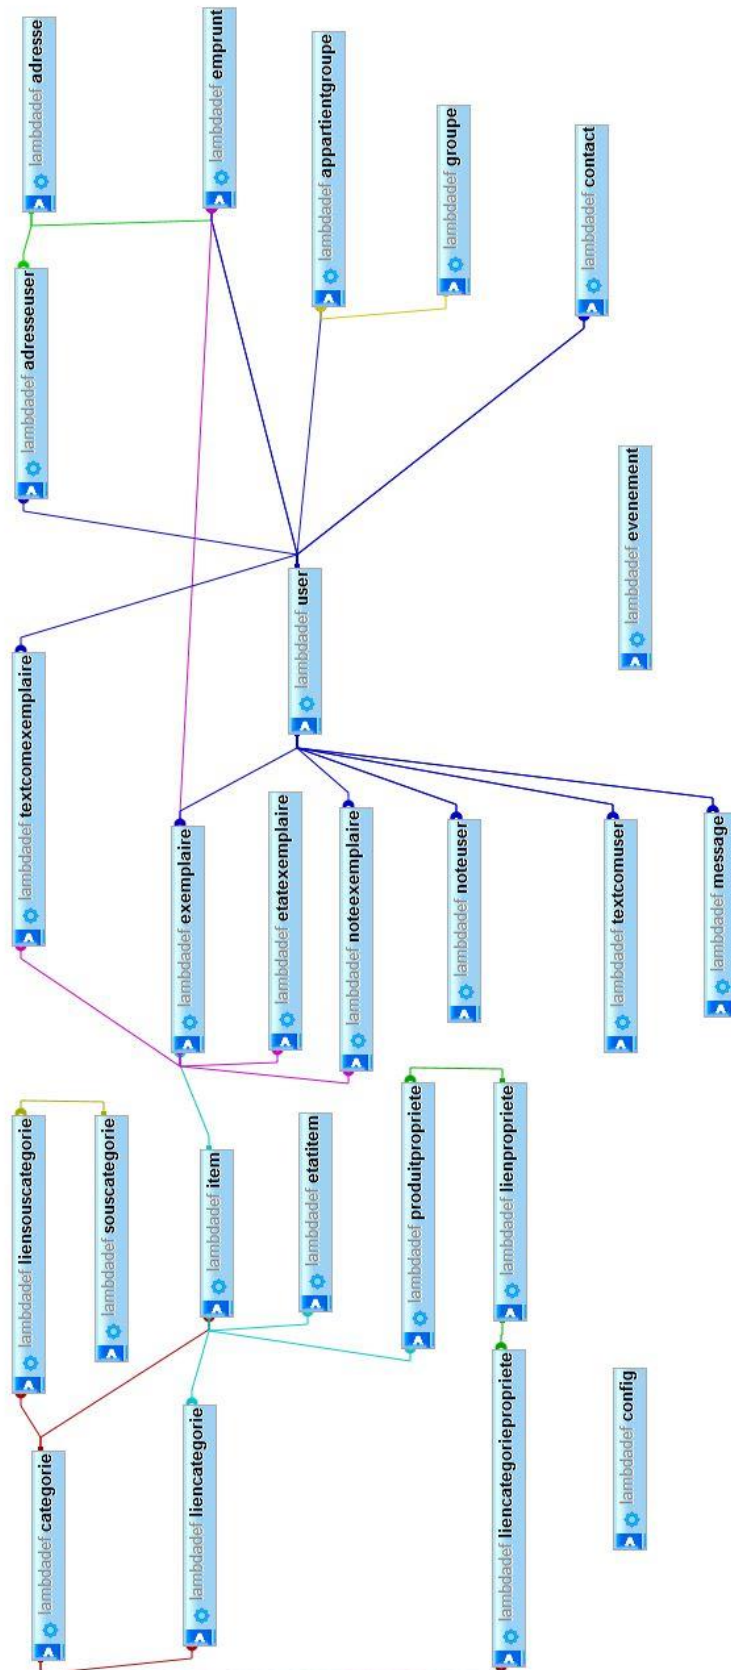 lambdadef adresse
lambdadef emprunt
lambdadef appartientgroupe
lambdadef groupe
lambdadef contact
lambdadef adresseuser
lambdadef evenement
lambdadef user
lambdadef textcomexemplaire
lambdadef exemplaire
lambdadef etatexemplaire
lambdadef noteexemplaire
lambdadef noteuser
lambdadef textcomuser
lambdadef message
lambdadef liensouscategorie
lambdadef souscategorie
lambdadef item
lambdadef etatitem
lambdadef produitpropriete
lambdadef lienpropriete
lambdadef categorie
lambdadef liencategorie
lambdadef liencategoriepropriete
lambdadef config